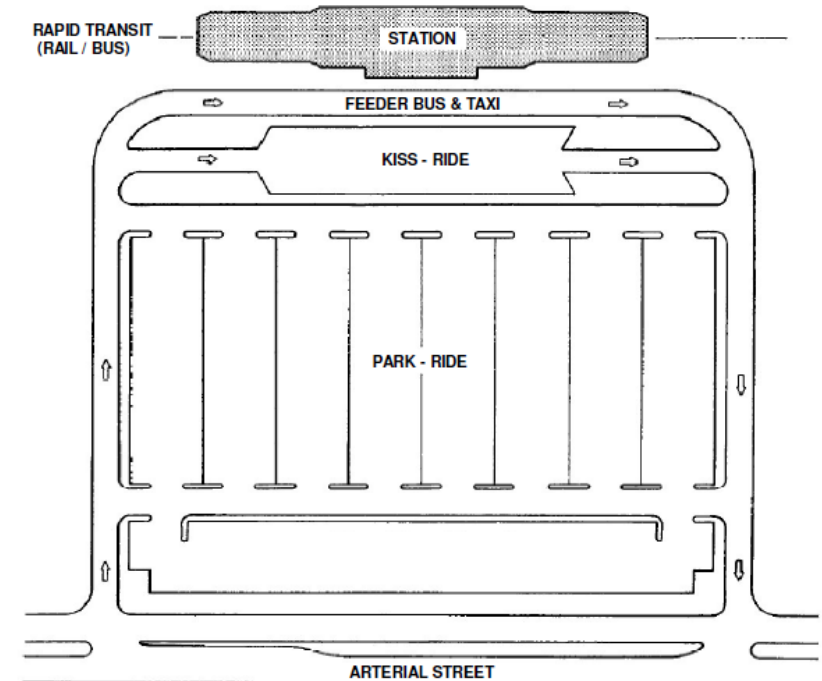 RAPID TRANSIT
(RAIL / BUS)
STATION
FEEDER BUS & TAXI
KISS - RIDE
PARK - RIDE
ARTERIAL STREET